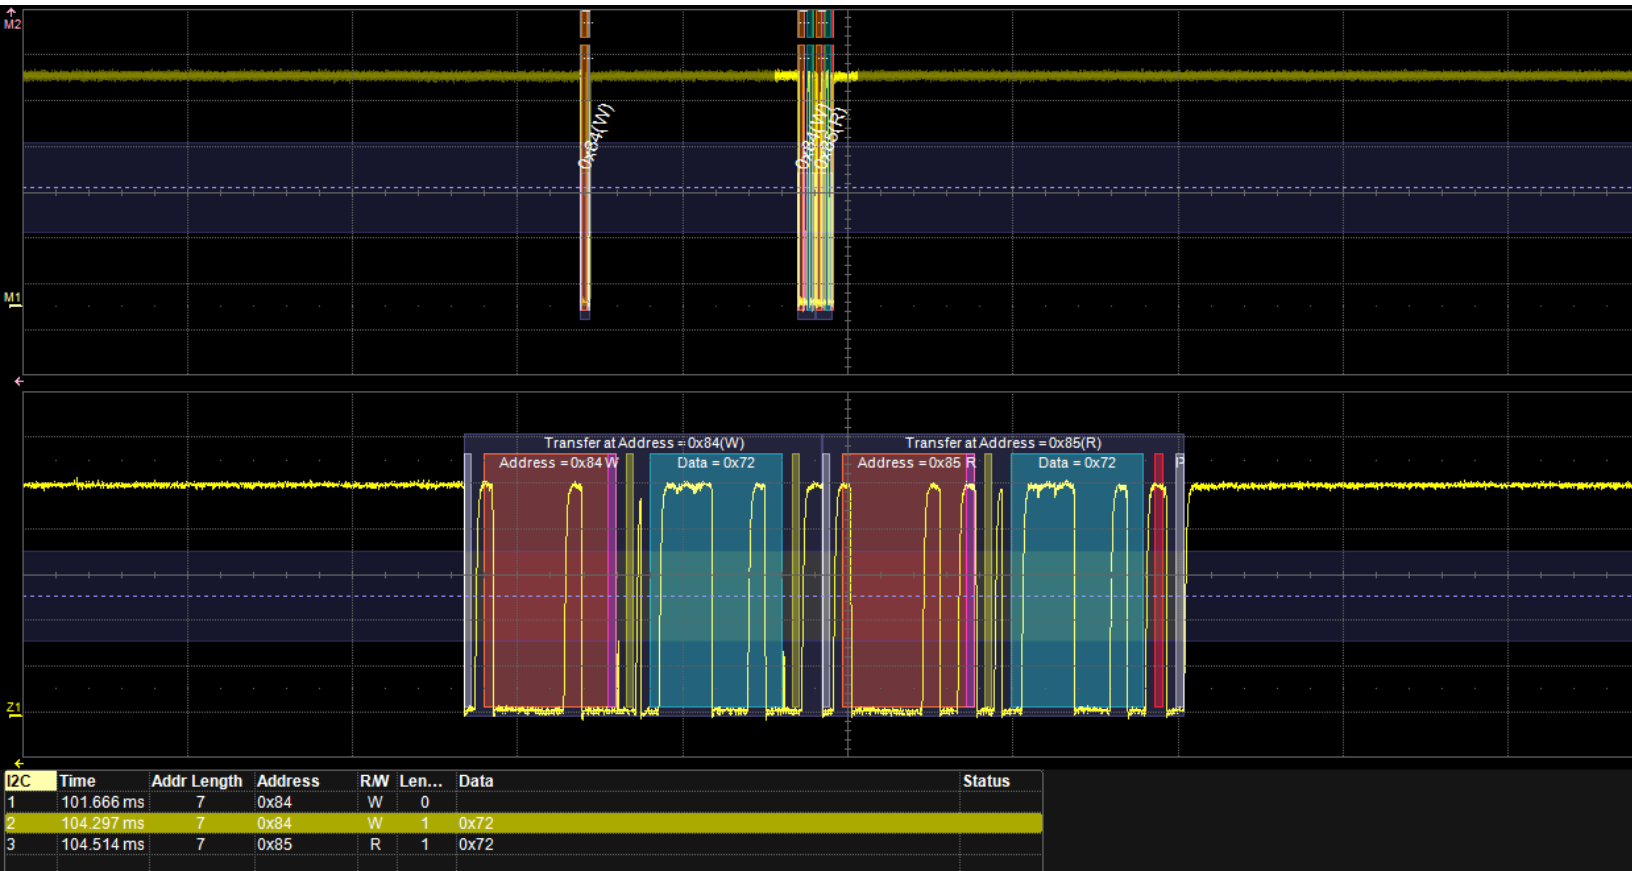 M2
0x84(W)
0x84(W)
0x85(R)
M1
Transfer at Address = 0x84(W) Transfer at Address = 0x85(R)
Address = 0x84 W Data = 0x72 Address = 0x85 R Data = 0x72 P
Z1
I2C Time Addr Length Address R/W Len... Data Status
1 101.666 ms 7 0x84 W 0
2 104.297 ms 7 0x84 W 1 0x72
3 104.514 ms 7 0x85 R 1 0x72